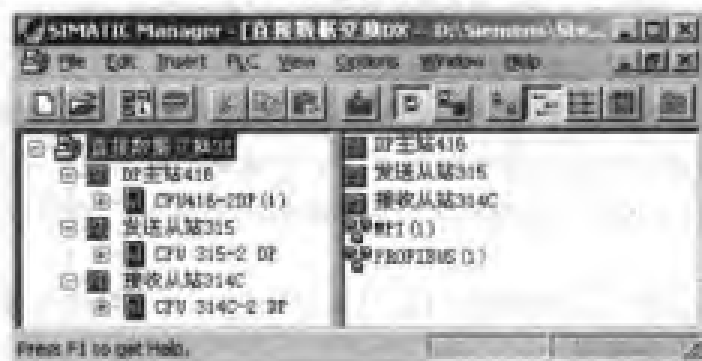 SIMATIC Manager - [直接数据交换DX -- D:\Siemens\Ste...
File Edit Insert PLC View Options Window Help
直接数据交换DX
DP主站416
CPU416-2DP(1)
发送从站315
CPU 315-2 DP
接收从站314C
CPU 314C-2 DP
DP主站416
发送从站315
接收从站314C
MPI(1)
PROFIBUS(1)
Press F1 to get Help.